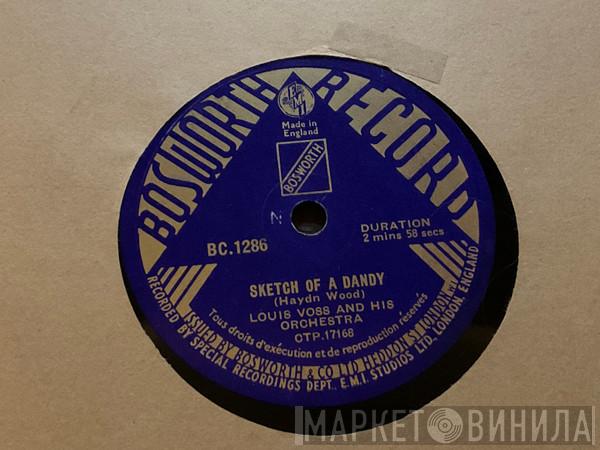 BOSWORTH RECORD
EMI
Made in
England
BOSWORTH
N
DURATION
2 mins 58 secs
BC.1286
SKETCH OF A DANDY
(Haydn Wood)
LOUIS VOSS AND HIS
ORCHESTRA
CTP.17168
Tous droits d'exécution et de reproduction réservés
ISSUED BY BOSWORTH & CO LTD HEDDON ST LONDON
RECORDED BY SPECIAL RECORDINGS DEPT., E.M.I. STUDIOS LTD, LONDON, ENGLAND
МАРКЕТ ВИНИЛА